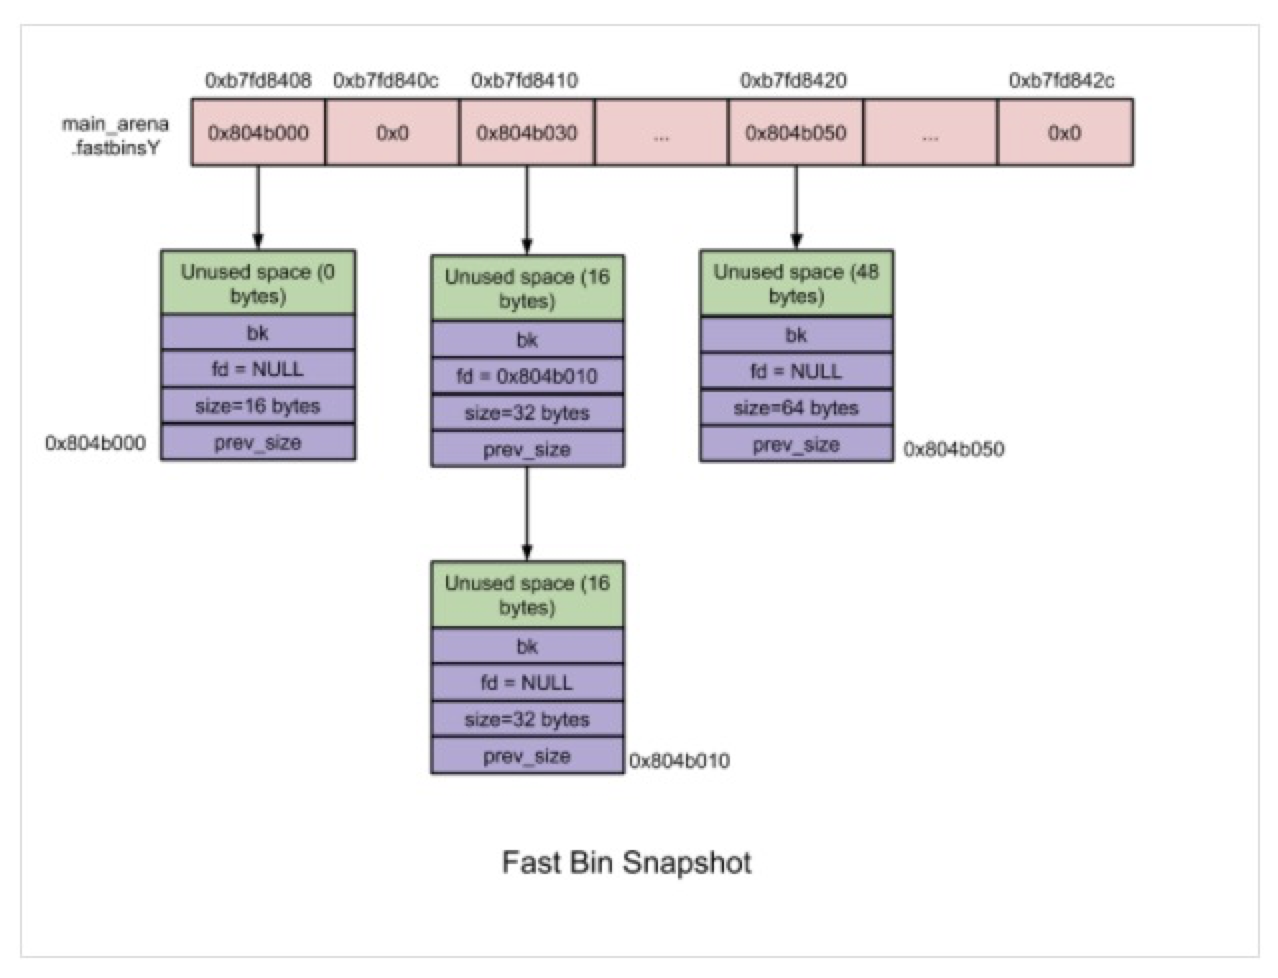 0xb7fd8408 0xb7fd840c 0xb7fd8410 0xb7fd8420 0xb7fd842c
main_arena
.fastbinsY
0x804b000 0x0 0x804b030 ... 0x804b050 ... 0x0
Unused space (0
bytes)
bk
fd = NULL
size=16 bytes
prev_size
0x804b000
Unused space (16
bytes)
bk
fd = 0x804b010
size=32 bytes
prev_size
Unused space (48
bytes)
bk
fd = NULL
size=64 bytes
prev_size
0x804b050
Unused space (16
bytes)
bk
fd = NULL
size=32 bytes
prev_size
0x804b010
Fast Bin Snapshot